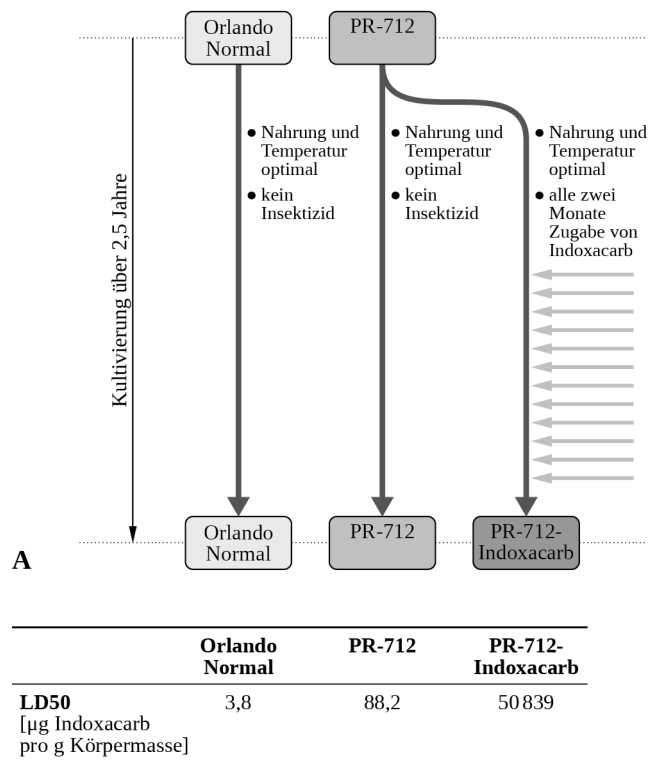 Orlando
Normal
PR-712
Kultivierung über 2,5 Jahre
● Nahrung und
Temperatur
optimal
● kein
Insektizid
● Nahrung und
Temperatur
optimal
● kein
Insektizid
● Nahrung und
Temperatur
optimal
● alle zwei
Monate
Zugabe von
Indoxacarb
Orlando
Normal
PR-712
PR-712-
Indoxacarb
A
Orlando
Normal
PR-712
PR-712-
Indoxacarb
LD50 3,8 88,2 50 839
[µg Indoxacarb
pro g Körpermasse]